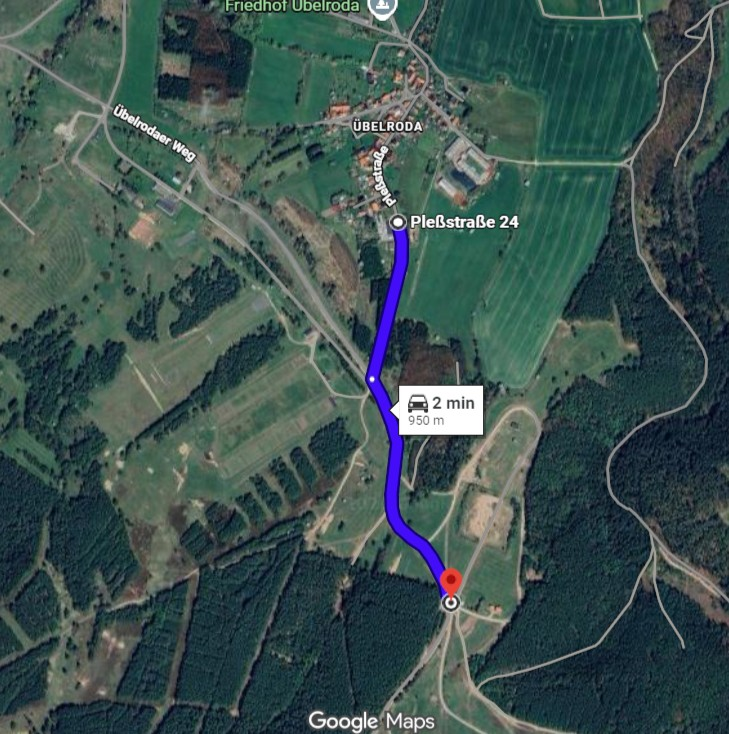 Friedhof Übelroda
Übelrodaer Weg
ÜBELRODA
Pleßstraße
Pleßstraße 24
2 min
950 m
Google Maps